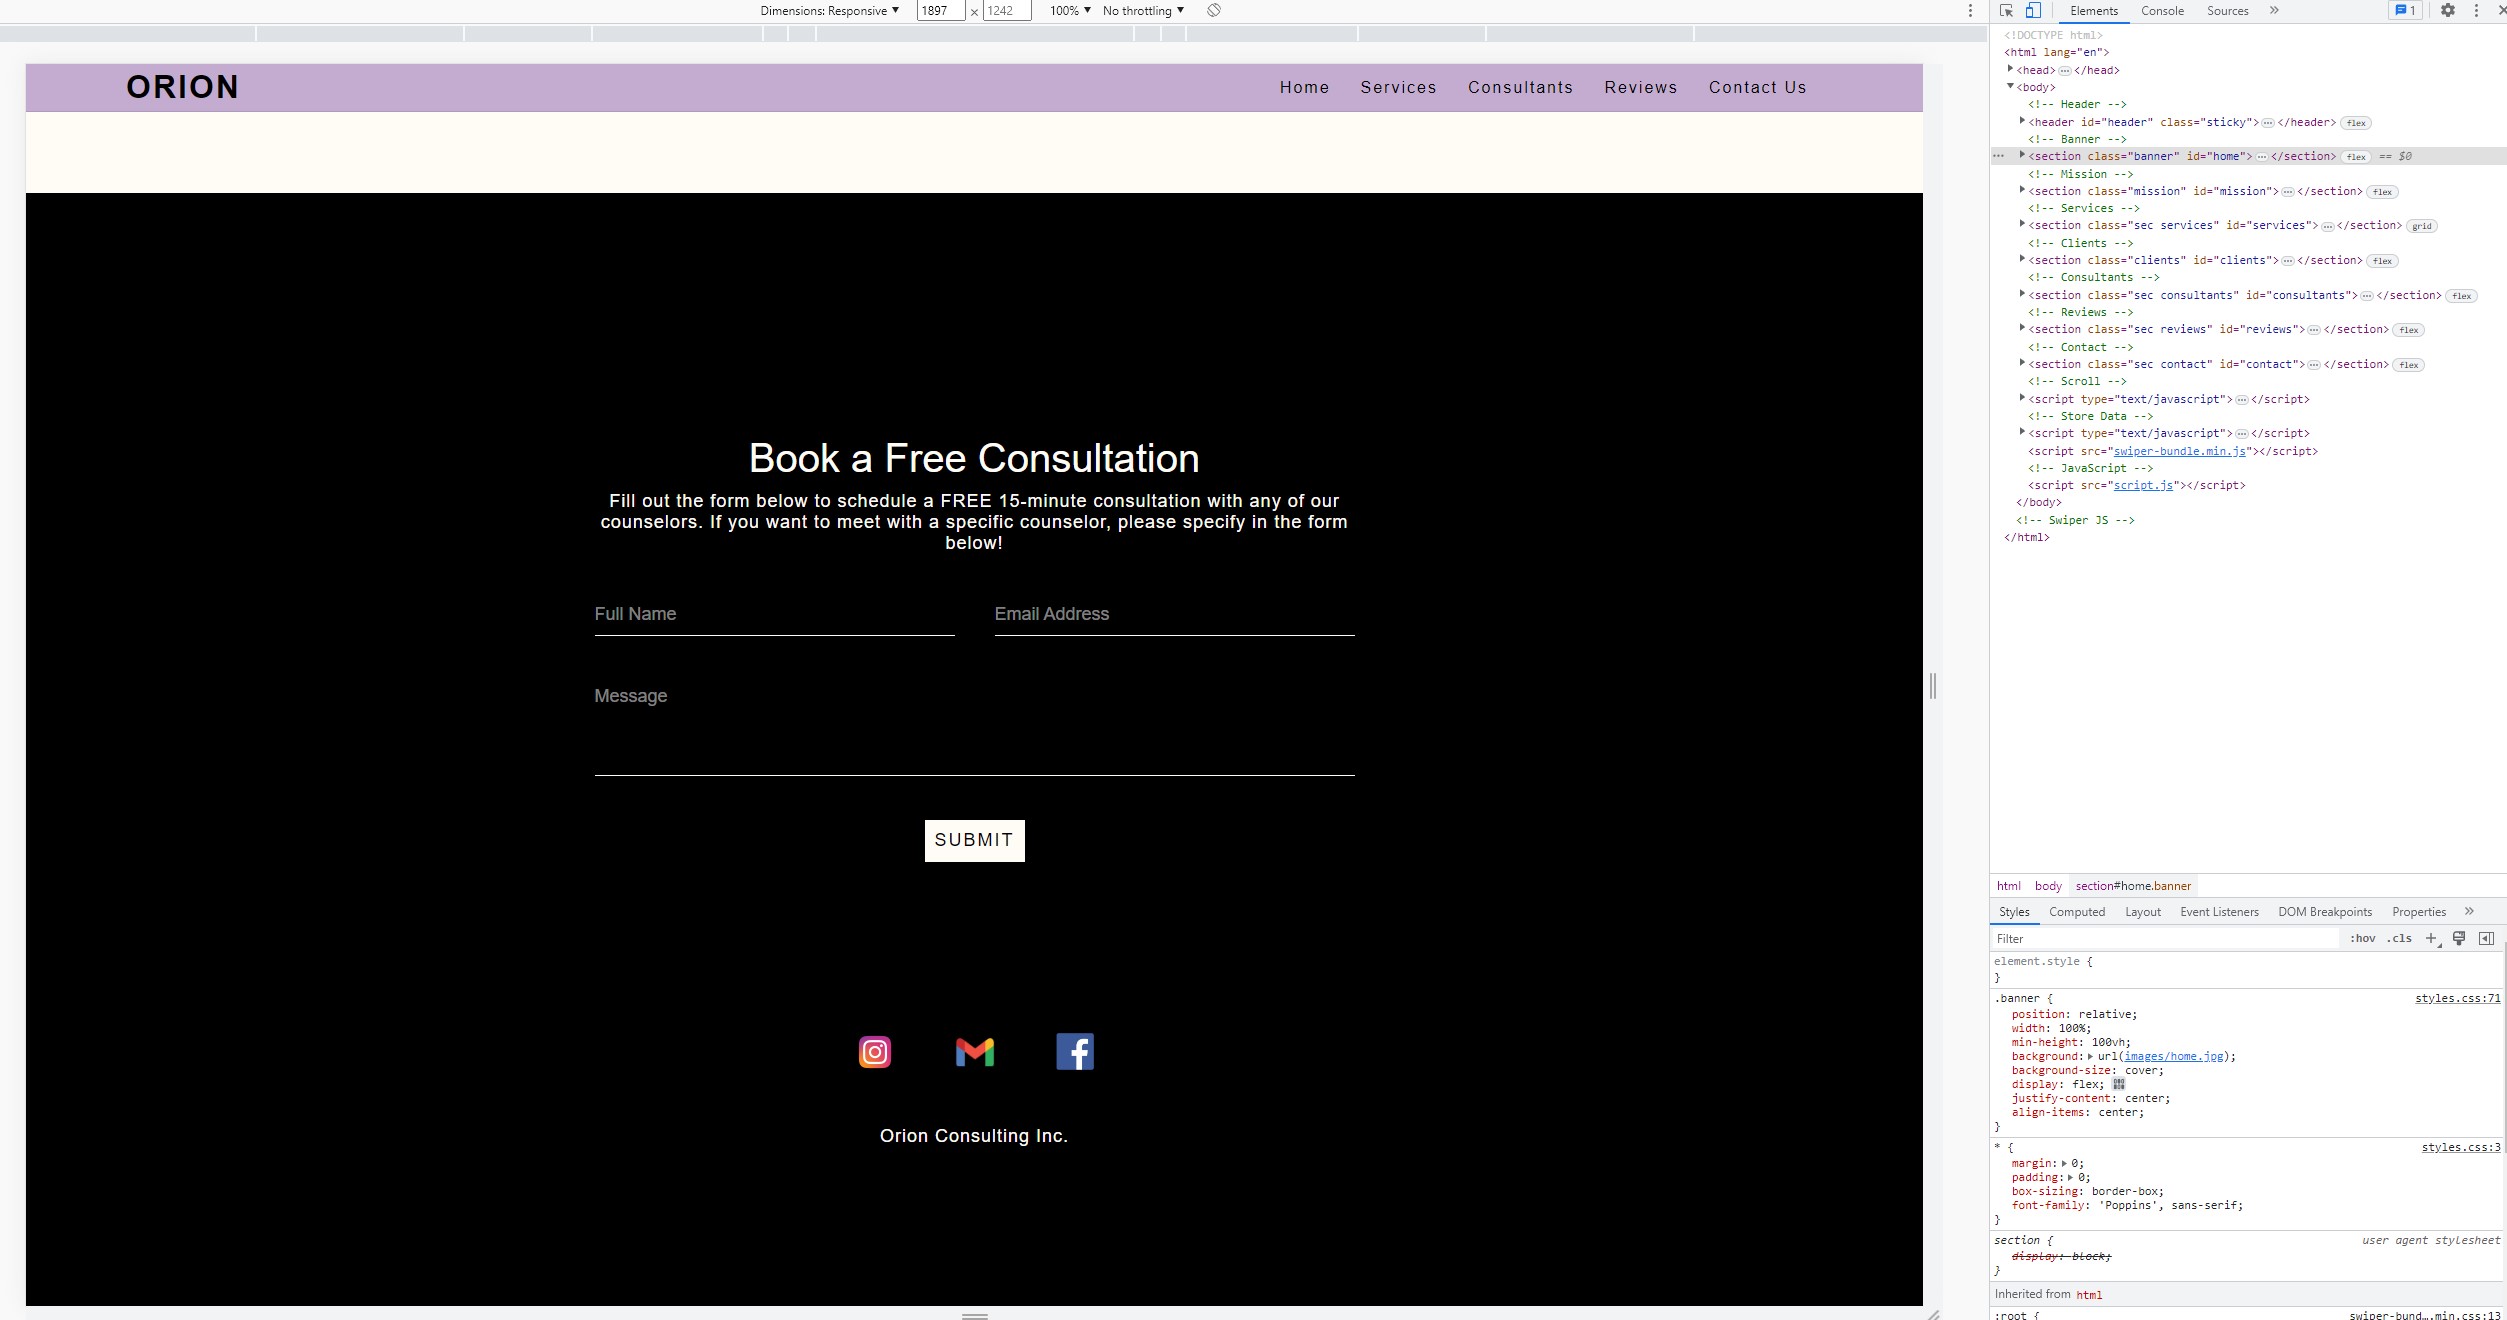 Dimensions: Responsive ▼ 1897 × 1242 100% ▼ No throttling ▼
ORION
Home Services Consultants Reviews Contact Us
Book a Free Consultation
Fill out the form below to schedule a FREE 15-minute consultation with any of our
counselors. If you want to meet with a specific counselor, please specify in the form
below!
Full Name Email Address
Message
SUBMIT
Orion Consulting Inc.
Elements Console Sources » 1
<!DOCTYPE html>
<html lang="en">
<head>…</head>
<body>
<!-- Header -->
<header id="header" class="sticky">…</header> flex
<!-- Banner -->
<section class="banner" id="home">…</section> flex == $0
<!-- Mission -->
<section class="mission" id="mission">…</section> flex
<!-- Services -->
<section class="sec services" id="services">…</section> grid
<!-- Clients -->
<section class="clients" id="clients">…</section> flex
<!-- Consultants -->
<section class="sec consultants" id="consultants">…</section> flex
<!-- Reviews -->
<section class="sec reviews" id="reviews">…</section> flex
<!-- Contact -->
<section class="sec contact" id="contact">…</section> flex
<!-- Scroll -->
<script type="text/javascript">…</script>
<!-- Store Data -->
<script type="text/javascript">…</script>
<script src="swiper-bundle.min.js"></script>
<!-- JavaScript -->
<script src="script.js"></script>
</body>
<!-- Swiper JS -->
</html>
html body section#home.banner
Styles Computed Layout Event Listeners DOM Breakpoints Properties »
Filter :hov .cls +
element.style {
}
.banner { styles.css:71
position: relative;
width: 100%;
min-height: 100vh;
background: url(images/home.jpg);
background-size: cover;
display: flex;
justify-content: center;
align-items: center;
}
* { styles.css:3
margin: 0;
padding: 0;
box-sizing: border-box;
font-family: 'Poppins', sans-serif;
}
section { user agent stylesheet
display: block;
}
Inherited from html
:root { swiper-bund….min.css:13